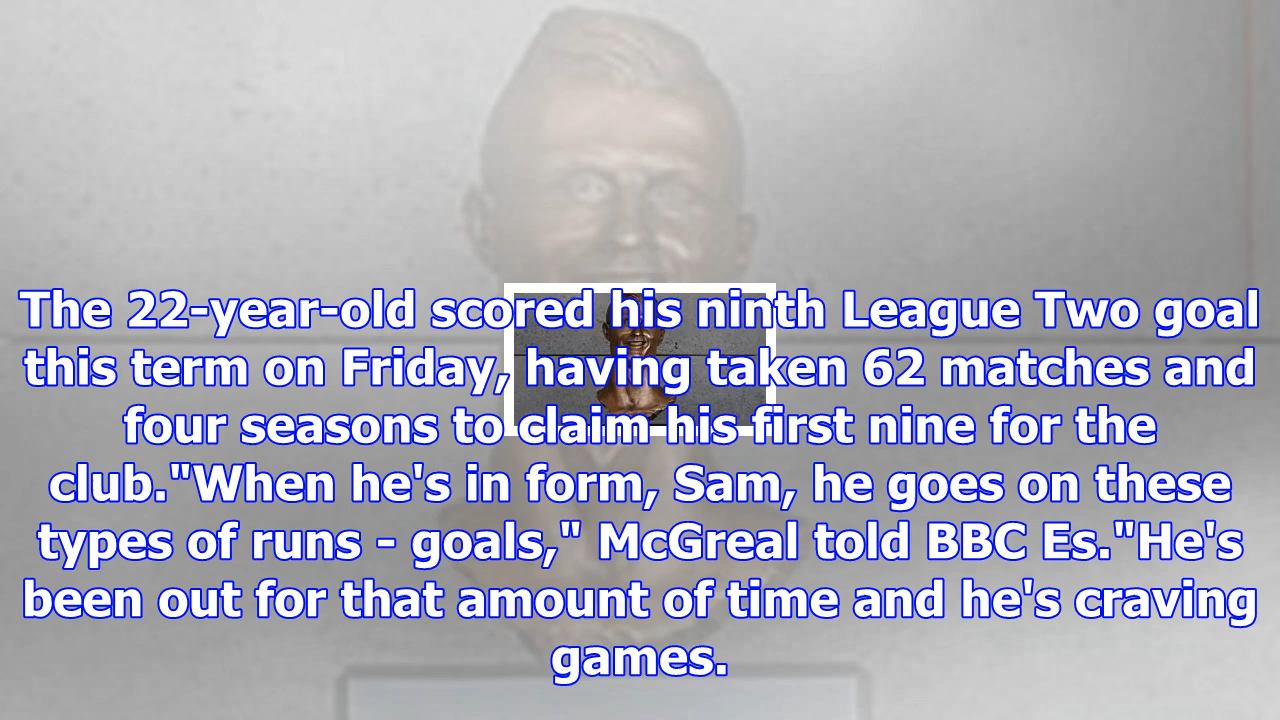 The 22-year-old scored his ninth League Two goal
this term on Friday, having taken 62 matches and
four seasons to claim his first nine for the
club."When he's in form, Sam, he goes on these
types of runs - goals," McGreal told BBC Es."He's
been out for that amount of time and he's craving
games.